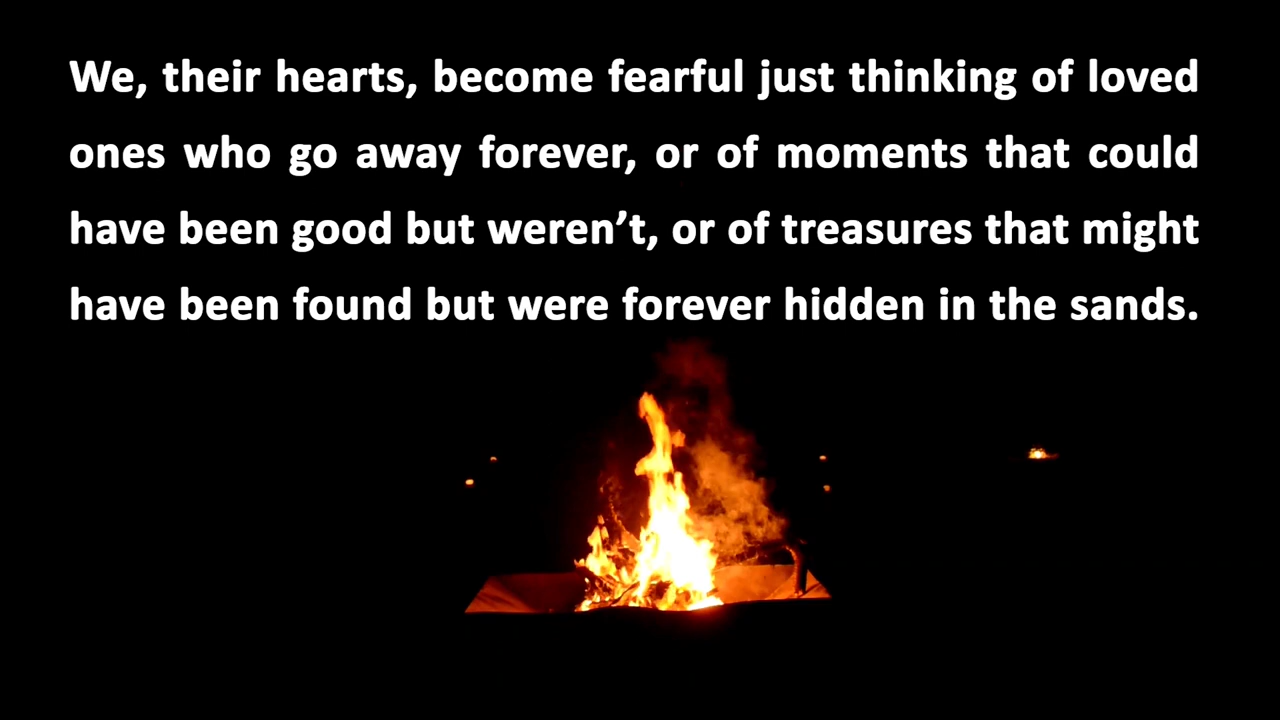 We, their hearts, become fearful just thinking of loved
ones who go away forever, or of moments that could
have been good but weren’t, or of treasures that might
have been found but were forever hidden in the sands.